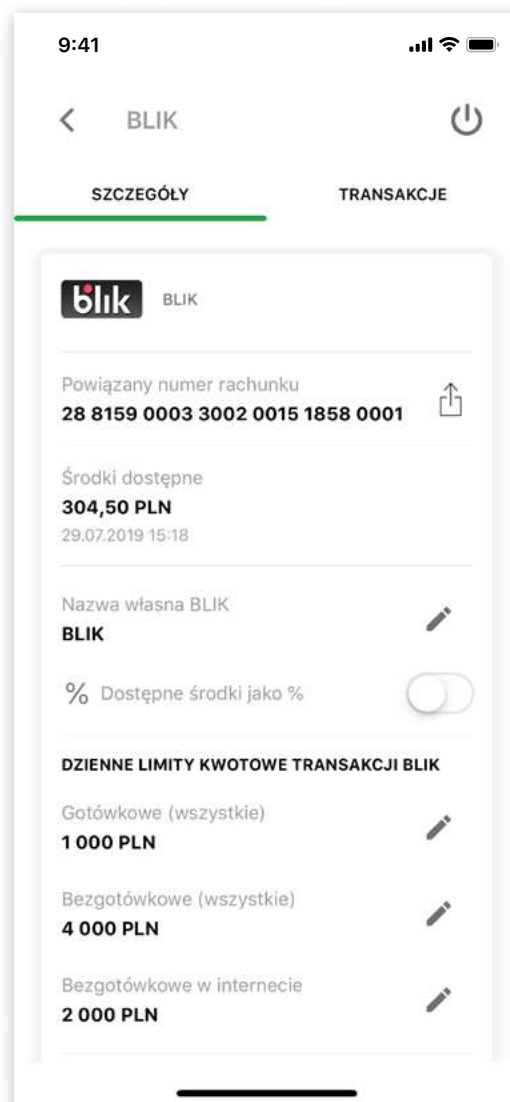 9:41
BLIK
SZCZEGÓŁY TRANSAKCJE
blik BLIK
Powiązany numer rachunku
28 8159 0003 3002 0015 1858 0001
Środki dostępne
304,50 PLN
29.07.2019 15:18
Nazwa własna BLIK
BLIK
% Dostępne środki jako %
DZIENNE LIMITY KWOTOWE TRANSAKCJI BLIK
Gotówkowe (wszystkie)
1 000 PLN
Bezgotówkowe (wszystkie)
4 000 PLN
Bezgotówkowe w internecie
2 000 PLN